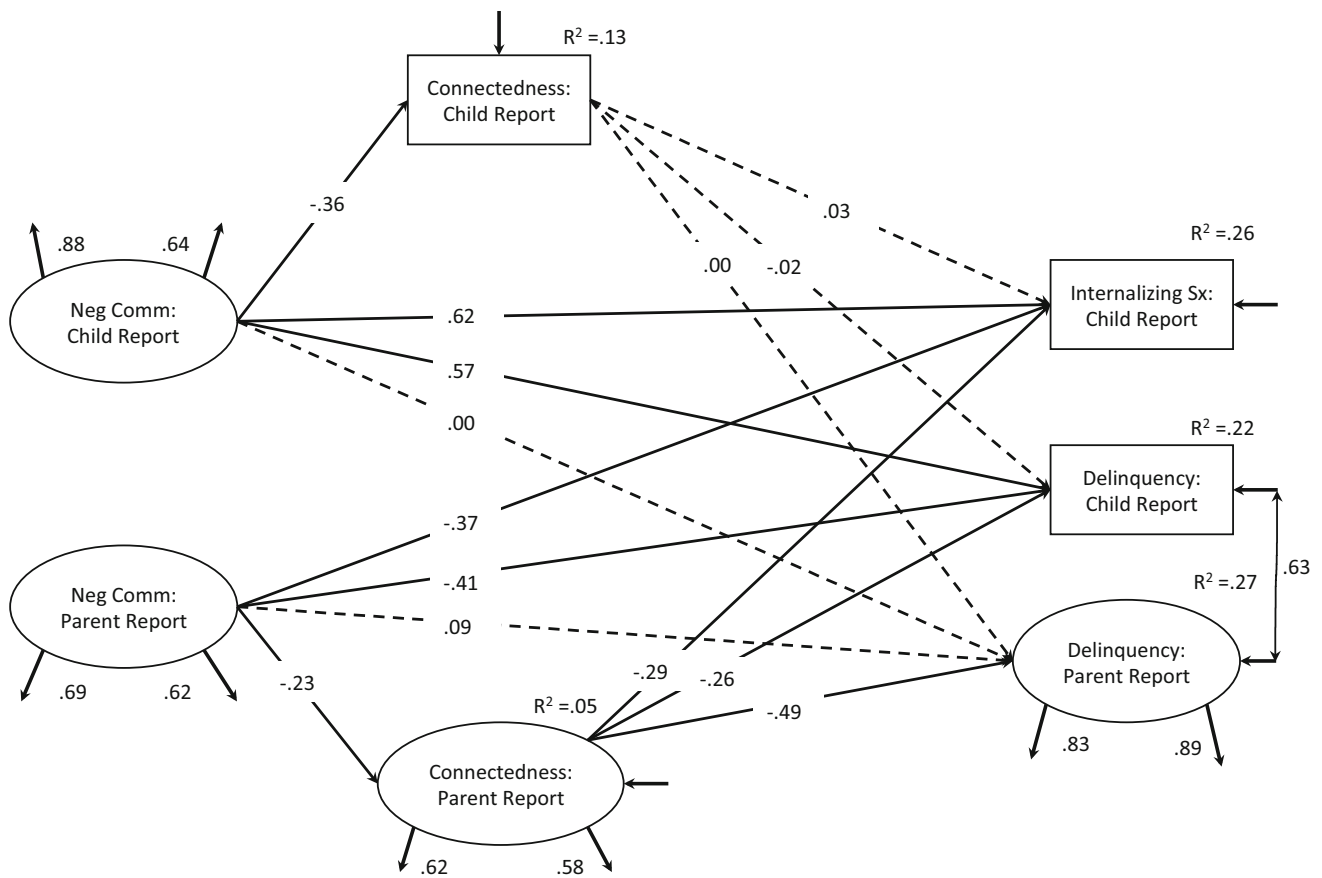 R² =.13
Connectedness:
Child Report
-.36
.03
.88
.64
R² =.26
.00
-.02
Neg Comm:
Child Report
.62
Internalizing Sx:
Child Report
.57
.00
R² =.22
-.37
Delinquency:
Child Report
-.41
R² =.27
.63
Neg Comm:
Parent Report
.09
.69
.62
-.23
-.29
-.26
Delinquency:
Parent Report
R² =.05
-.49
.83
.89
Connectedness:
Parent Report
.62
.58